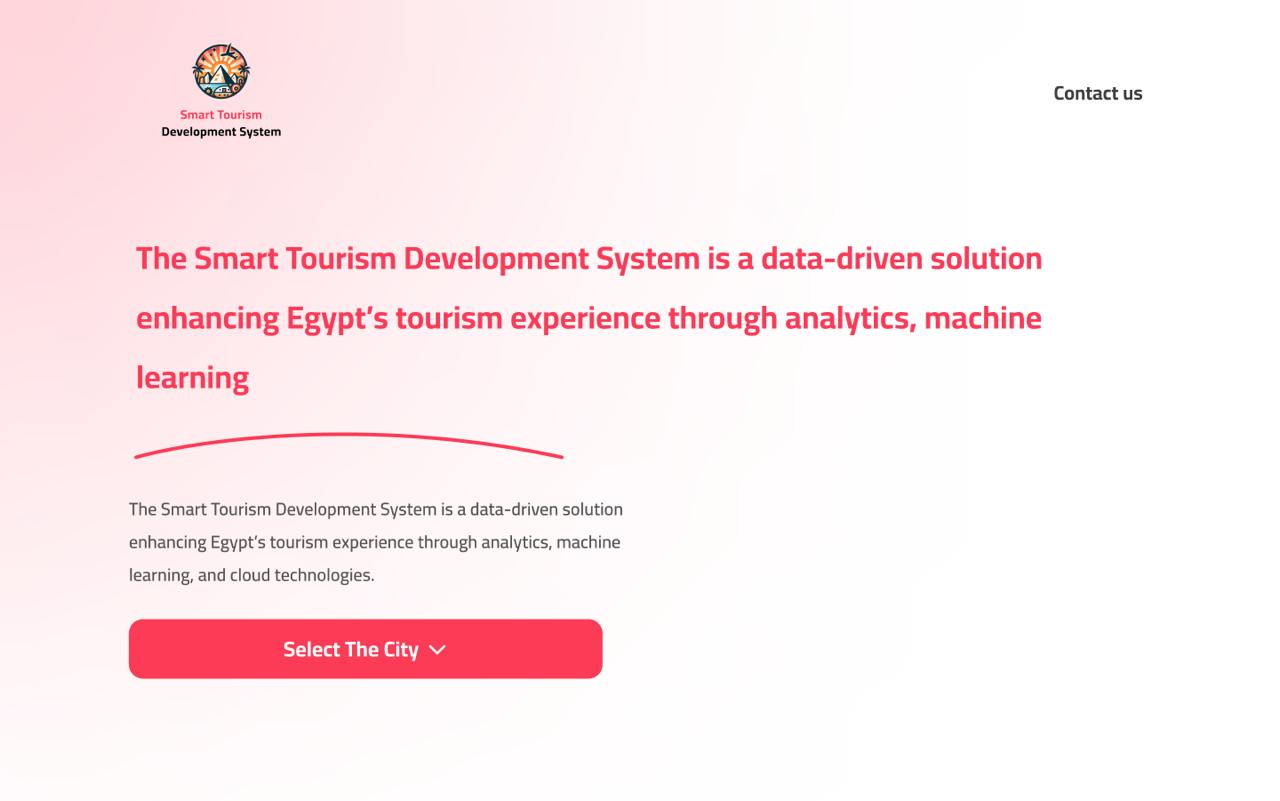 Smart Tourism
Development System
Contact us
The Smart Tourism Development System is a data-driven solution
enhancing Egypt’s tourism experience through analytics, machine
learning
The Smart Tourism Development System is a data-driven solution
enhancing Egypt’s tourism experience through analytics, machine
learning, and cloud technologies.
Select The City